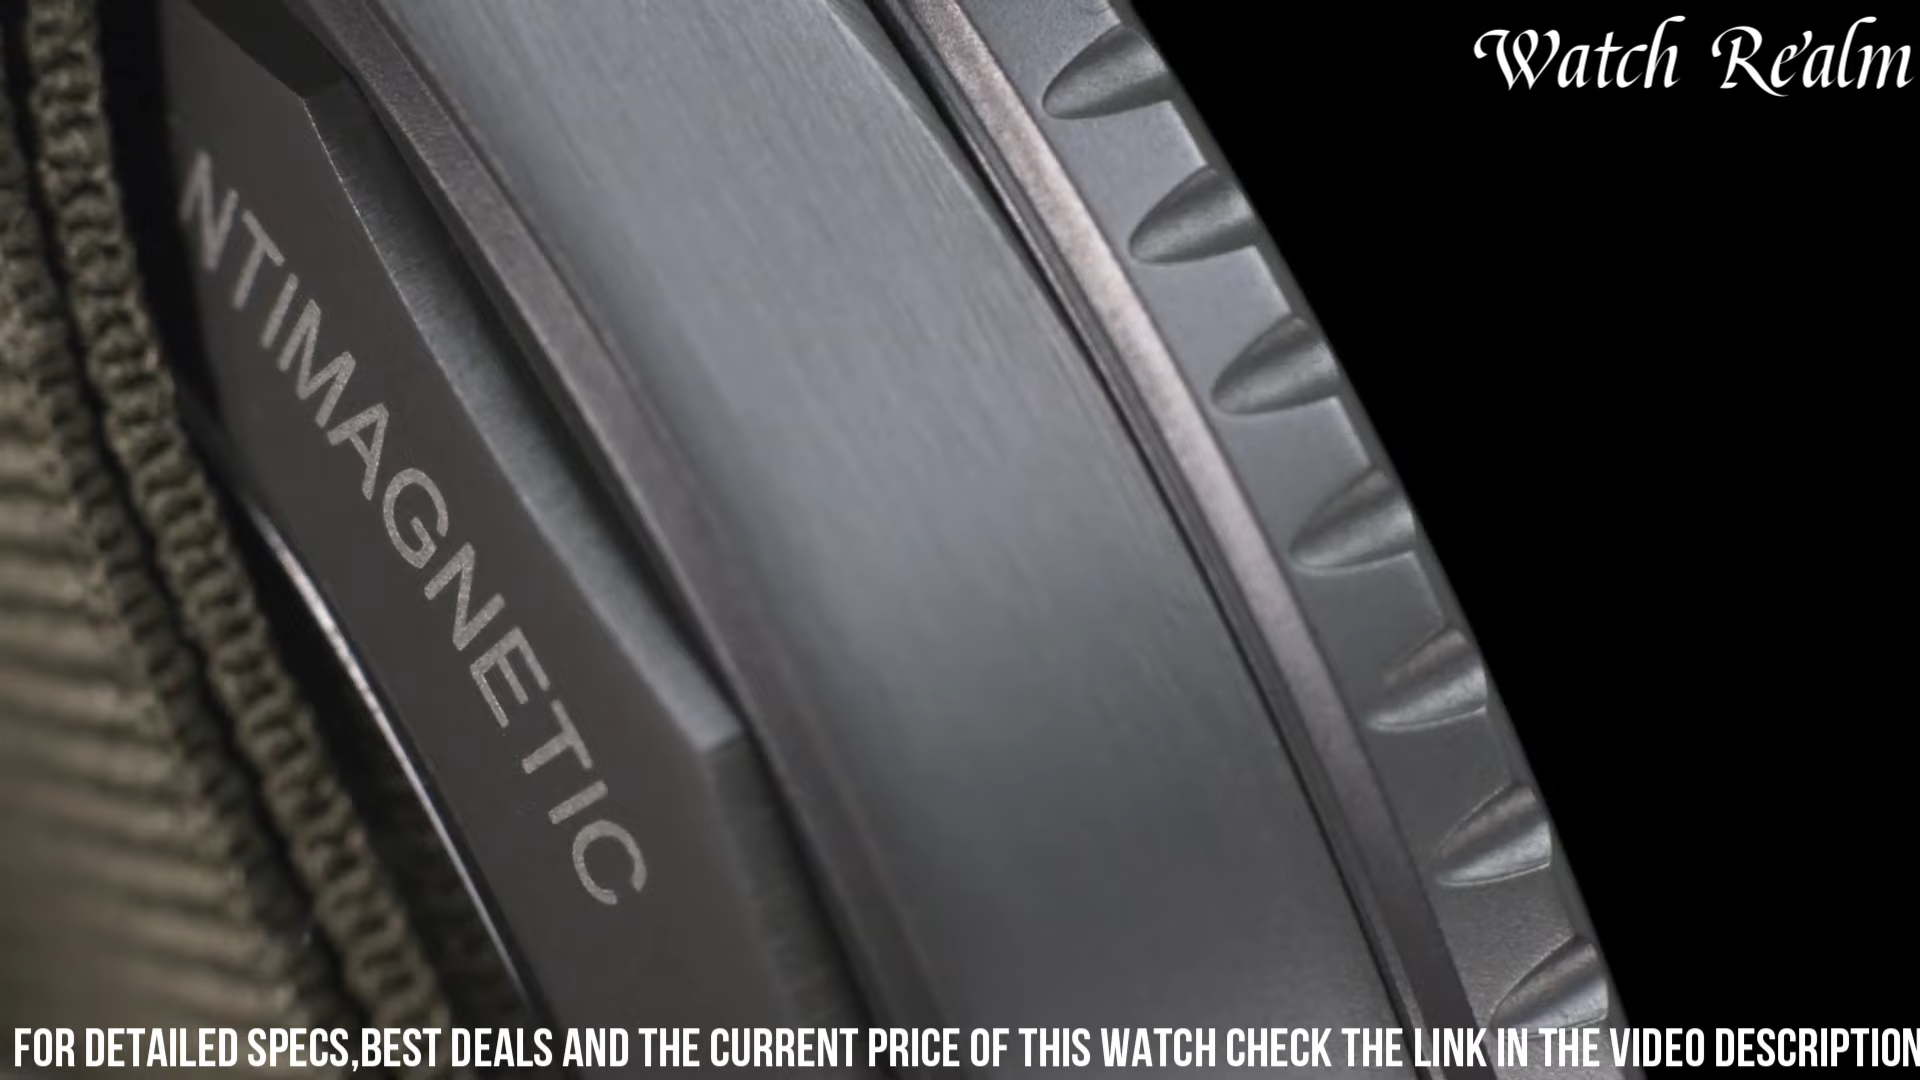 Watch Realm
NTIMAGNETIC
FOR DETAILED SPECS,BEST DEALS AND THE CURRENT PRICE OF THIS WATCH CHECK THE LINK IN THE VIDEO DESCRIPTION